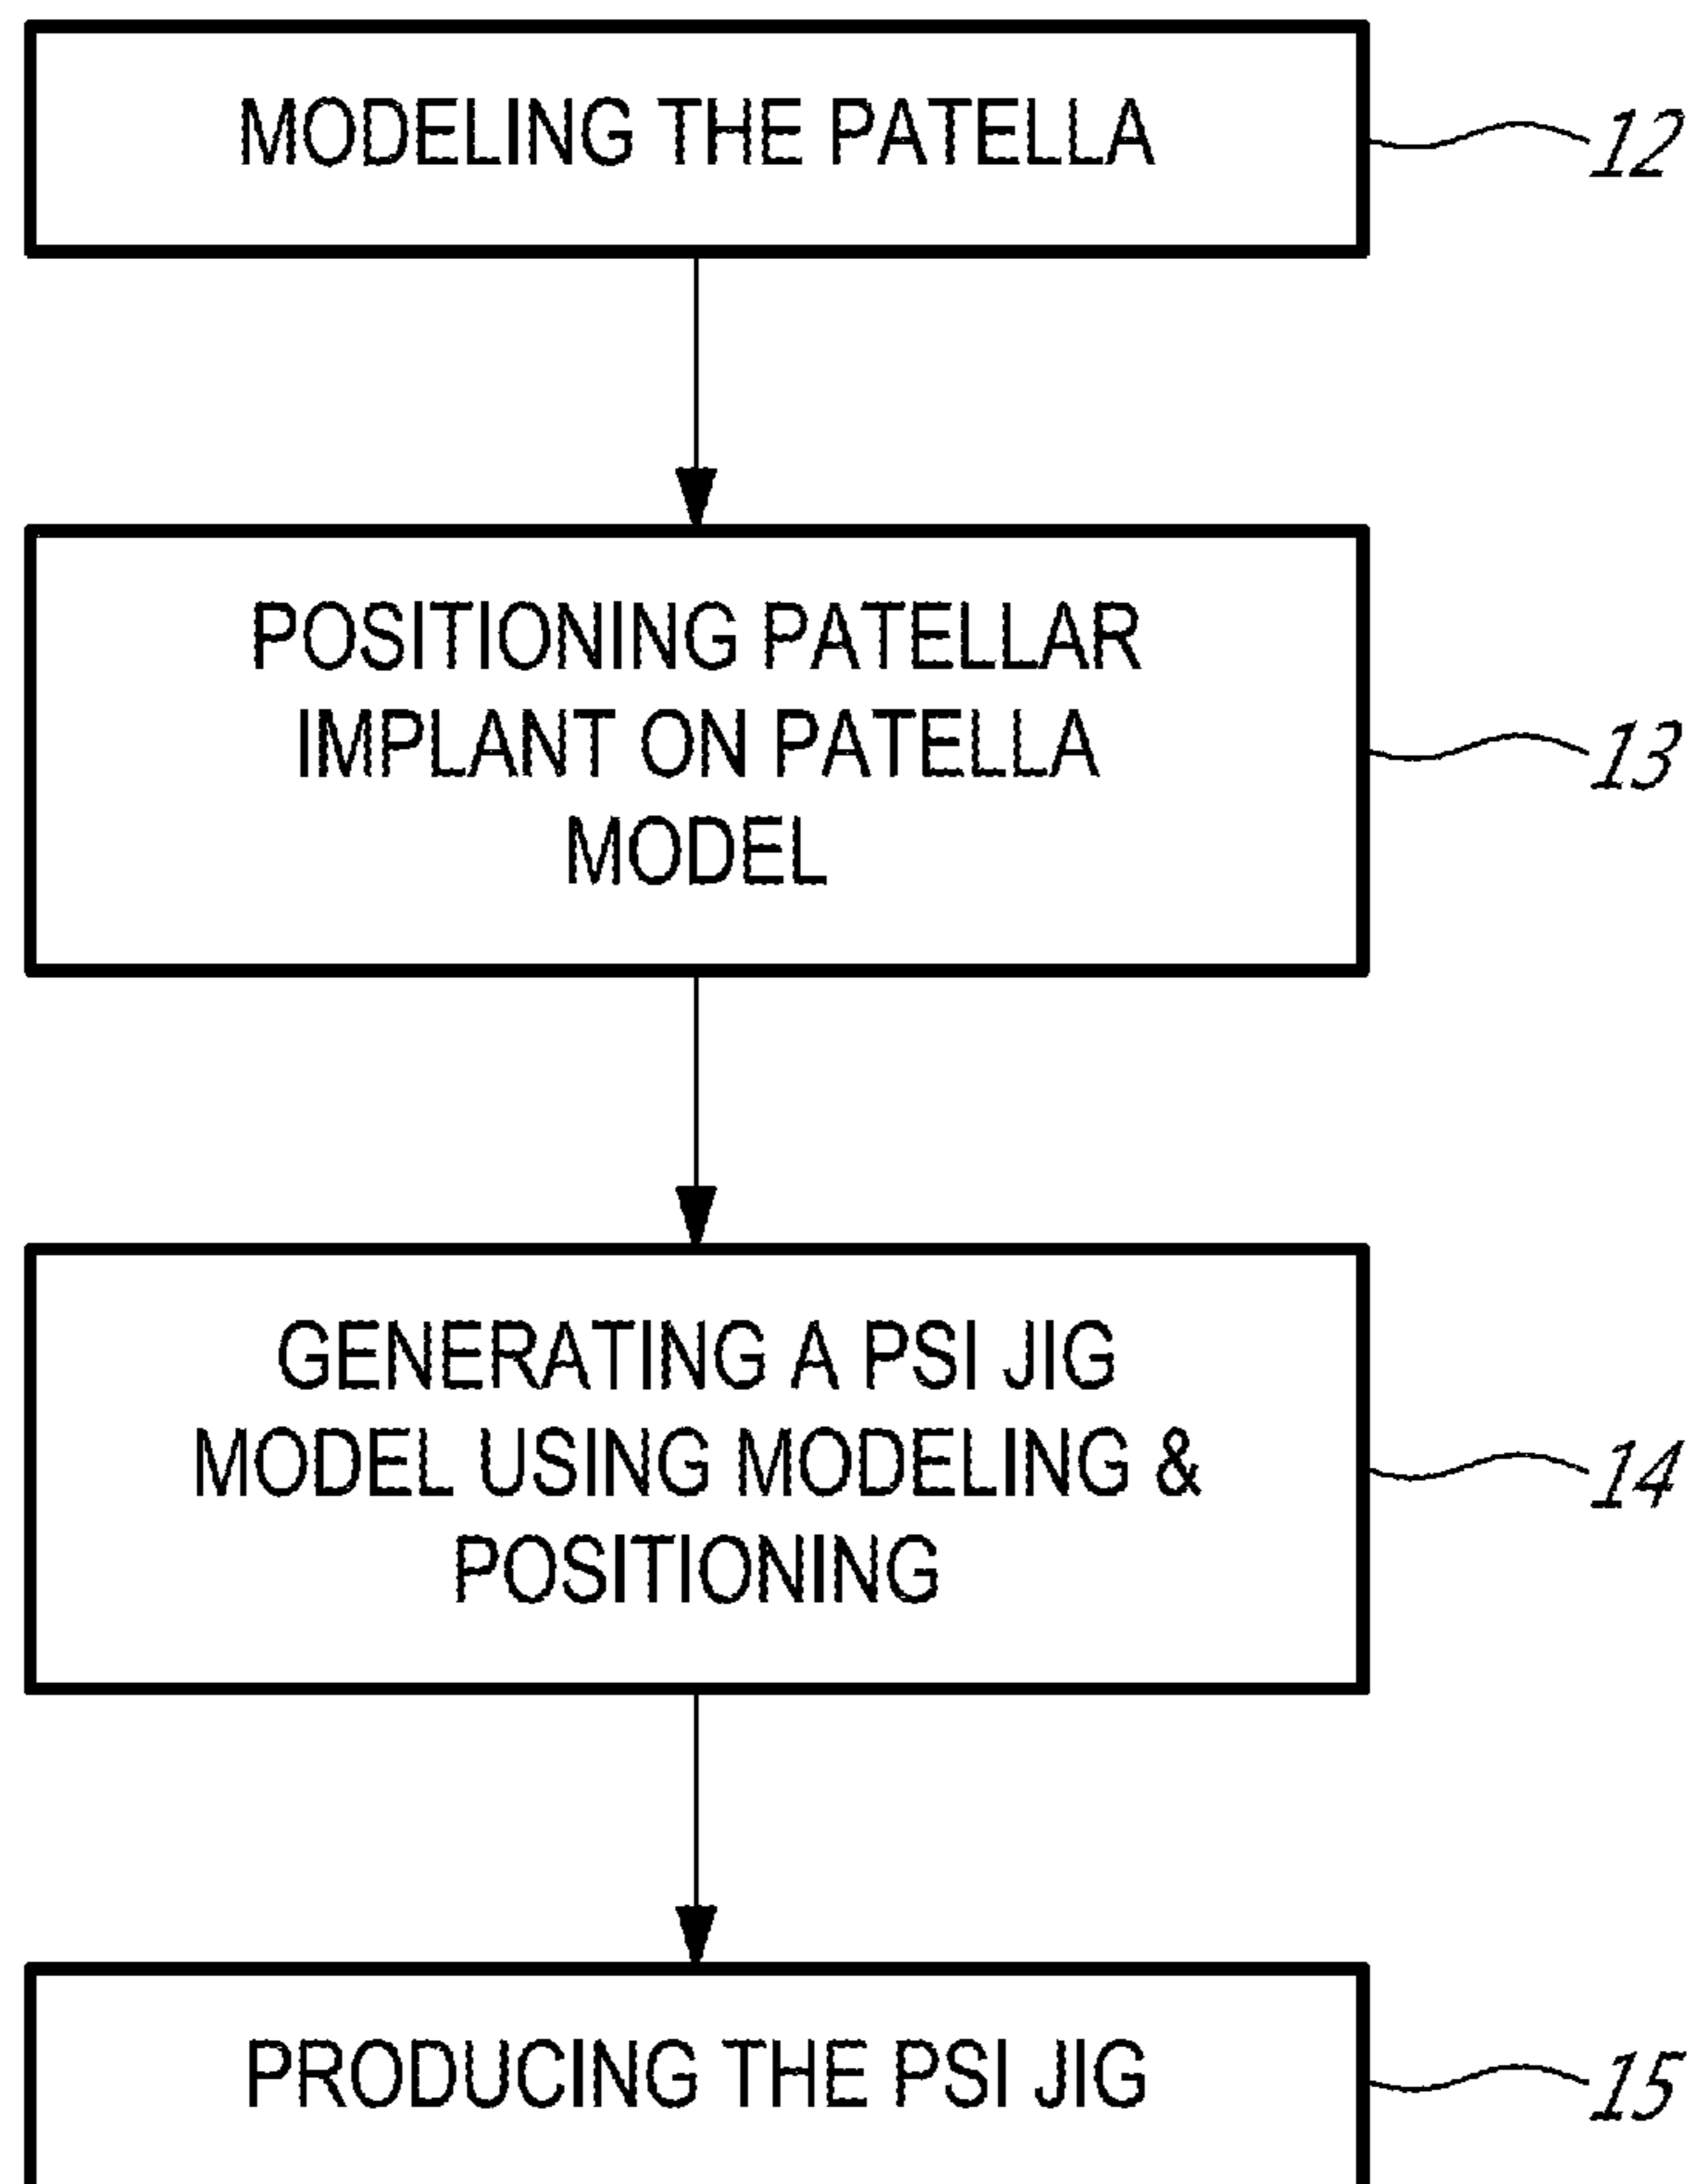 MODELING THE PATELLA
12
POSITIONING PATELLAR
IMPLANT ON PATELLA
MODEL
13
GENERATING A PSI JIG
MODEL USING MODELING &
POSITIONING
14
PRODUCING THE PSI JIG
15